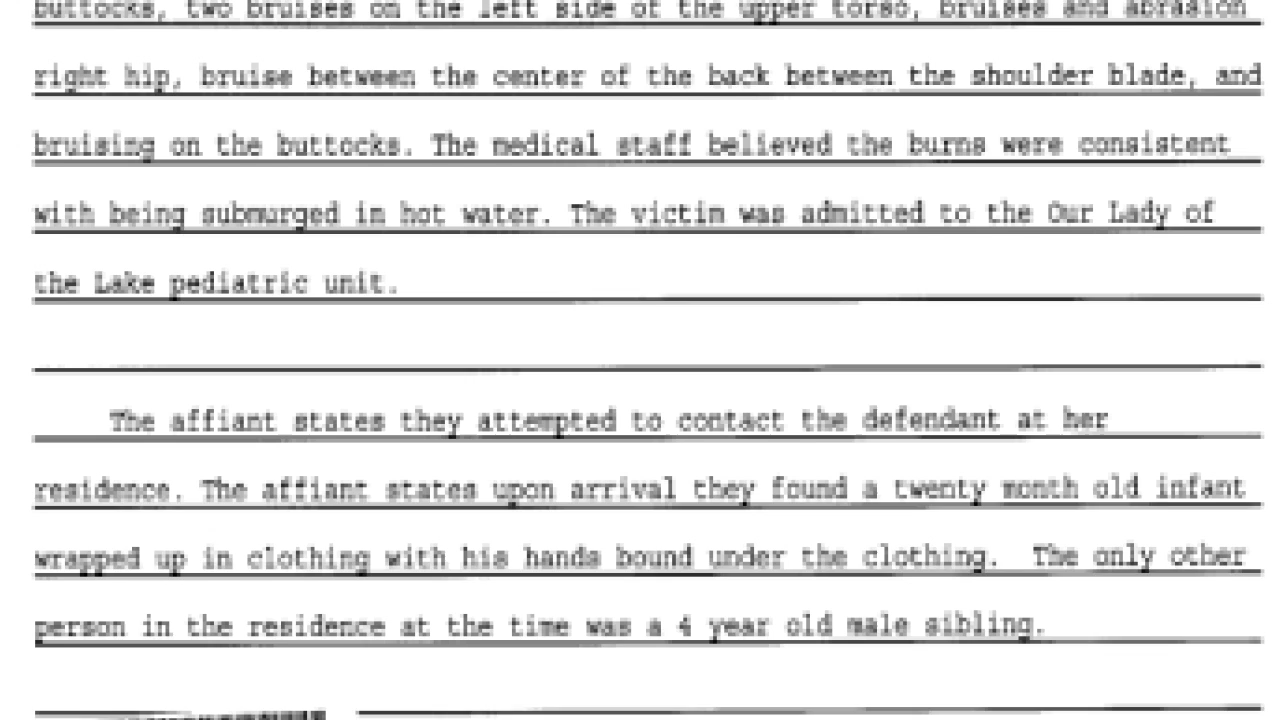 buttocks, two bruises on the left side of the upper torso, bruises and abrasion
right hip, bruise between the center of the back between the shoulder blade, and
bruising on the buttocks. The medical staff believed the burns were consistent
with being submurged in hot water. The victim was admitted to the Our Lady of
the Lake pediatric unit.
The affiant states they attempted to contact the defendant at her
residence. The affiant states upon arrival they found a twenty month old infant
wrapped up in clothing with his hands bound under the clothing.  The only other
person in the residence at the time was a 4 year old male sibling.